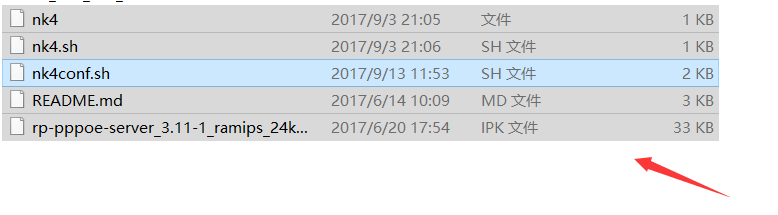 nk4 2017/9/3 21:05 文件 1 KB
nk4.sh 2017/9/3 21:06 SH 文件 1 KB
nk4conf.sh 2017/9/13 11:53 SH 文件 2 KB
README.md 2017/6/14 10:09 MD 文件 3 KB
rp-pppoe-server_3.11-1_ramips_24k... 2017/6/20 17:54 IPK 文件 33 KB